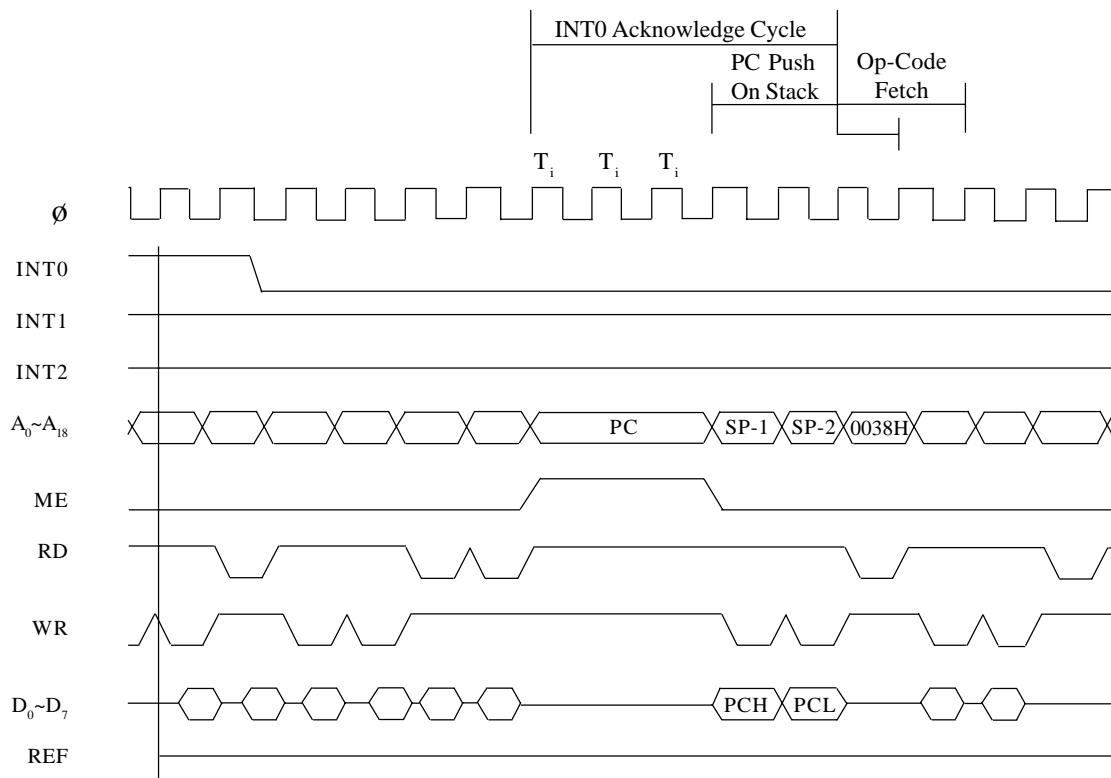 INT0 Acknowledge Cycle
PC Push
On Stack
Op-Code
Fetch
Tᵢ Tᵢ Tᵢ
ø
INT0
INT1
INT2
A₀~A₁₈ PC SP-1 SP-2 0038H
ME
RD
WR
D₀~D₇ PCH PCL
REF